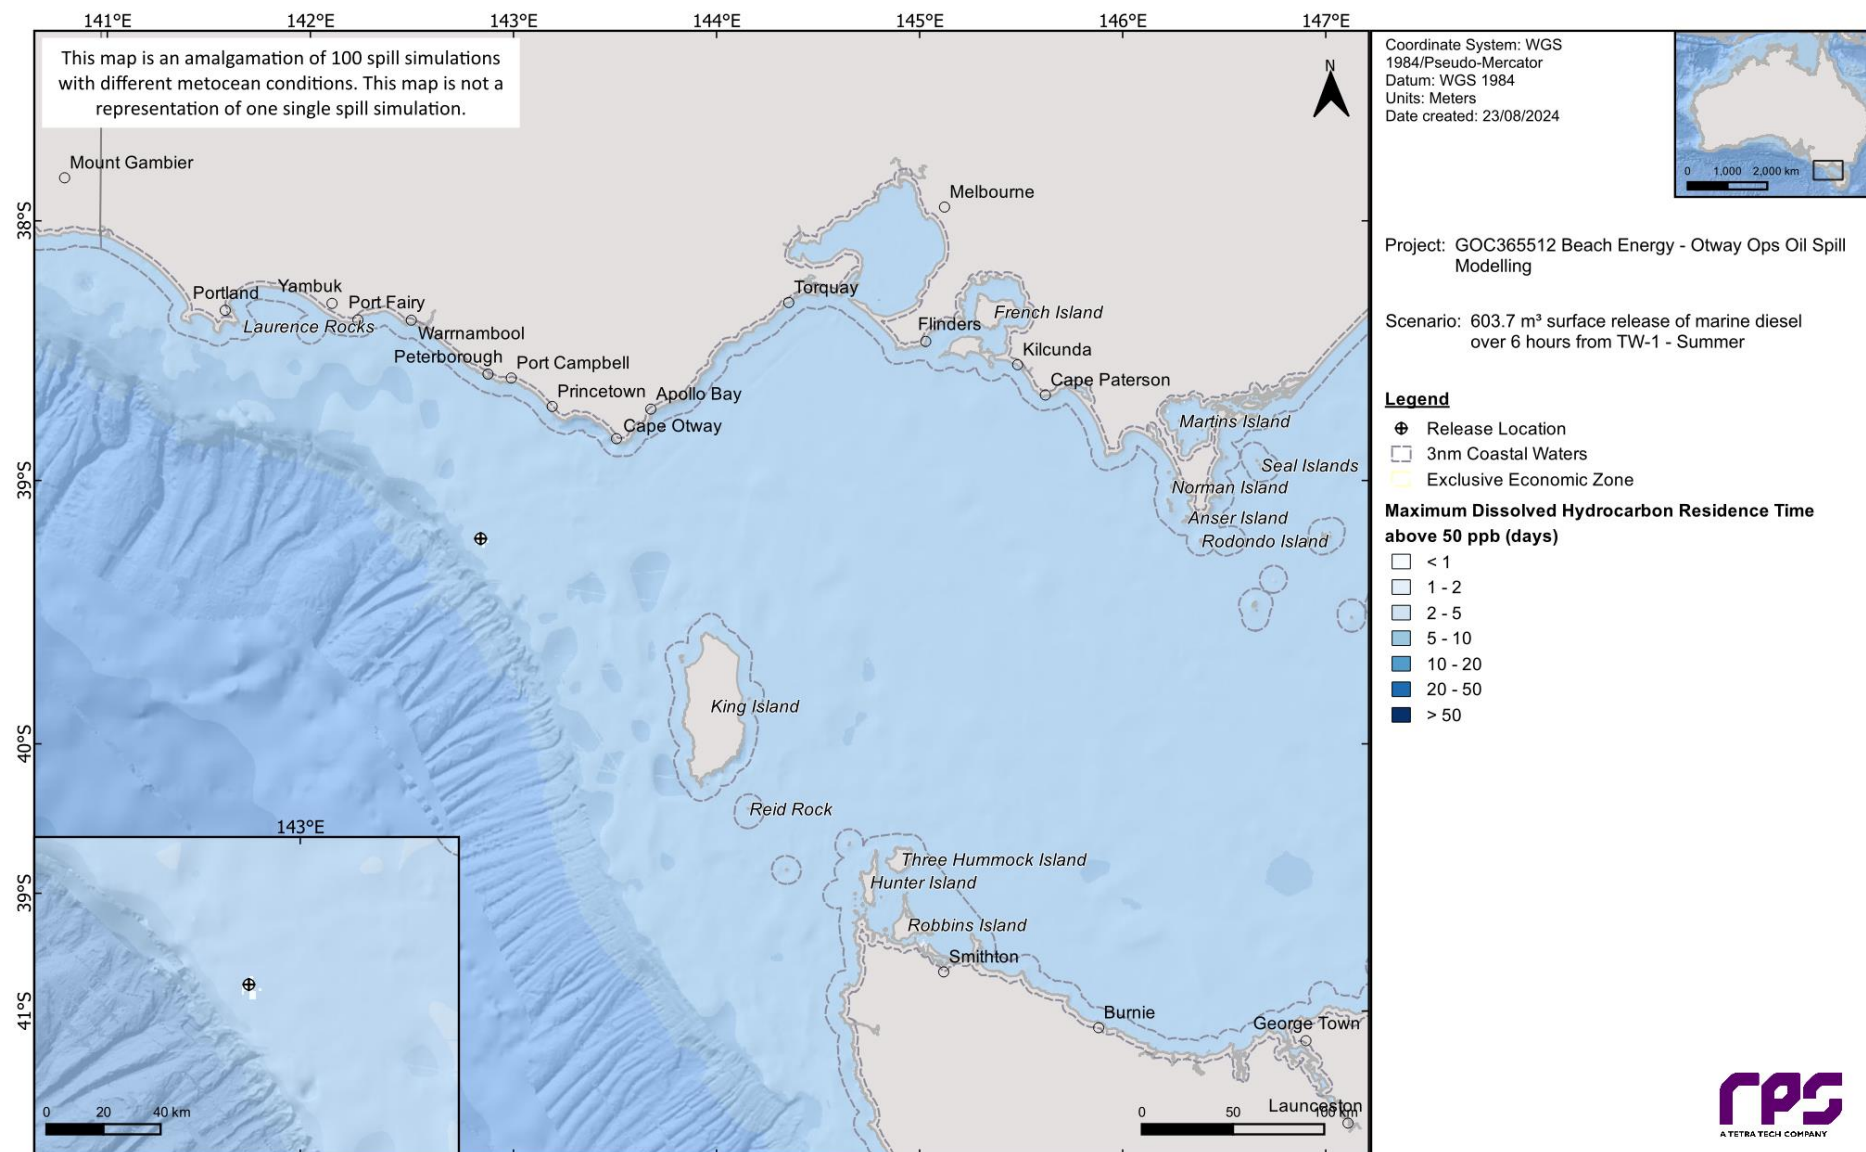 141°E
142°E
143°E
144°E
145°E
146°E
147°E
This map is an amalgamation of 100 spill simulations
with different metocean conditions. This map is not a
representation of one single spill simulation.
N
38°S
39°S
40°S
41°S
Mount Gambier
Melbourne
Portland
Yambuk
Port Fairy
Laurence Rocks
Warrnambool
Peterborough
Port Campbell
Princetown
Apollo Bay
Cape Otway
Torquay
Flinders
French Island
Kilcunda
Cape Paterson
Martins Island
Seal Islands
Norman Island
Anser Island
Rodondo Island
King Island
Reid Rock
Three Hummock Island
Hunter Island
Robbins Island
Smithton
Burnie
George Town
Launceston
0 50 100 km
143°E
39°S
0 20 40 km
Coordinate System: WGS
1984/Pseudo-Mercator
Datum: WGS 1984
Units: Meters
Date created: 23/08/2024
0 1,000 2,000 km
Project: GOC365512 Beach Energy - Otway Ops Oil Spill
Modelling
Scenario: 603.7 m³ surface release of marine diesel
over 6 hours from TW-1 - Summer
Legend
Release Location
3nm Coastal Waters
Exclusive Economic Zone
Maximum Dissolved Hydrocarbon Residence Time
above 50 ppb (days)
< 1
1 - 2
2 - 5
5 - 10
10 - 20
20 - 50
> 50
rps
A TETRA TECH COMPANY